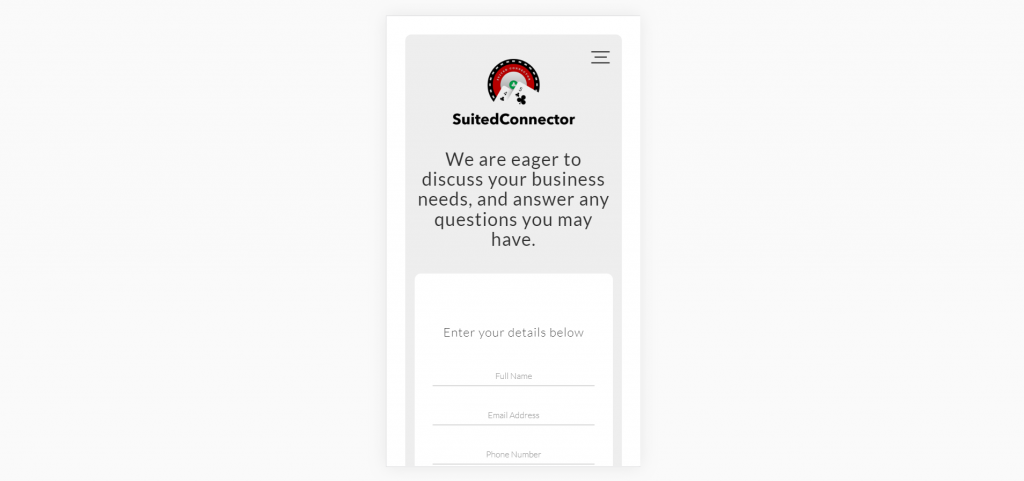 SuitedConnector
We are eager to
discuss your business
needs, and answer any
questions you may
have.
Enter your details below
Full Name
Email Address
Phone Number